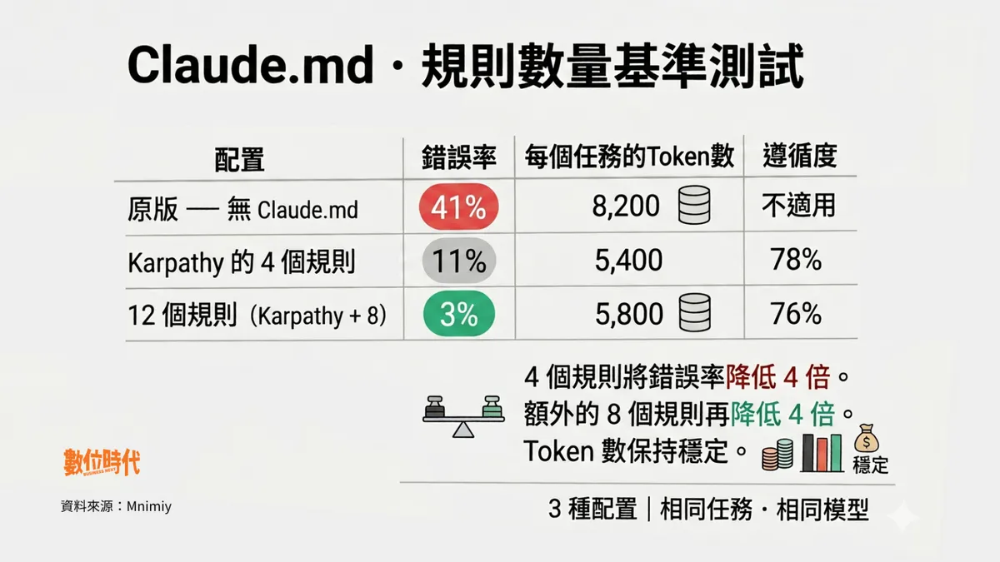 Claude.md・規則數量基準測試
配置 錯誤率 每個任務的Token數 遵循度
原版 — 無 Claude.md 41% 8,200 不適用
Karpathy 的 4 個規則 11% 5,400 78%
12 個規則（Karpathy + 8） 3% 5,800 76%
4 個規則將錯誤率降低 4 倍。
額外的 8 個規則再降低 4 倍。
Token 數保持穩定。
$
穩定
數位時代
BUSINESS NEXT
資料來源：Mnimiy
3 種配置｜相同任務・相同模型